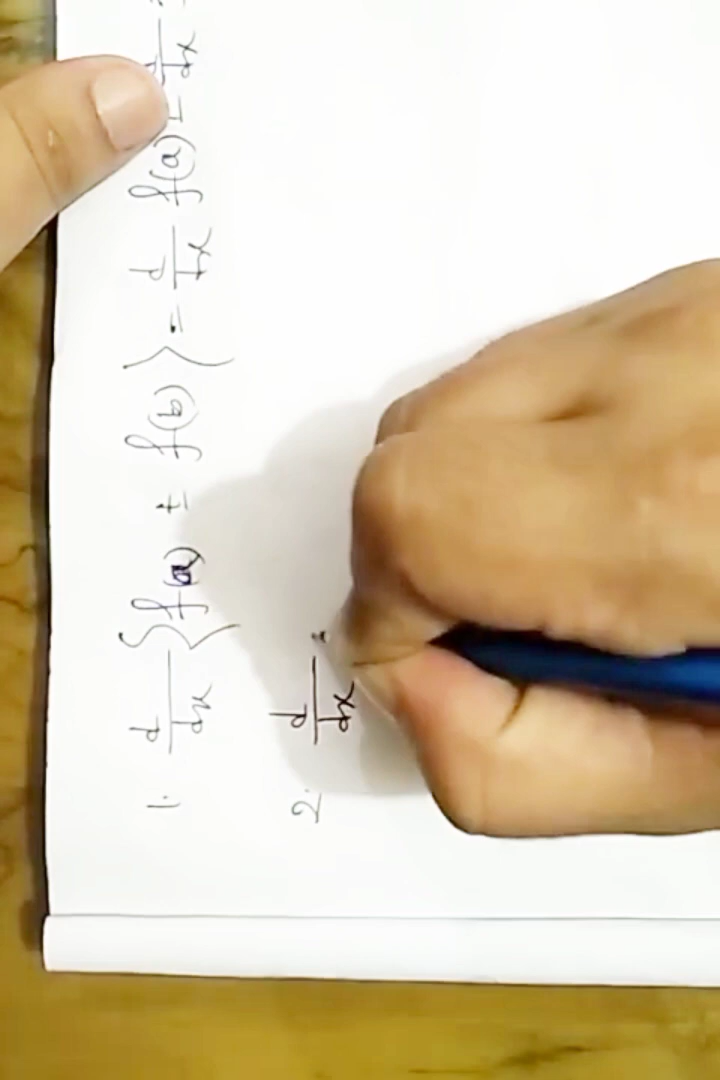 1. d/dx {f(a) ± f(b)} = d/dx f(a) - d/dx
2. d/dx